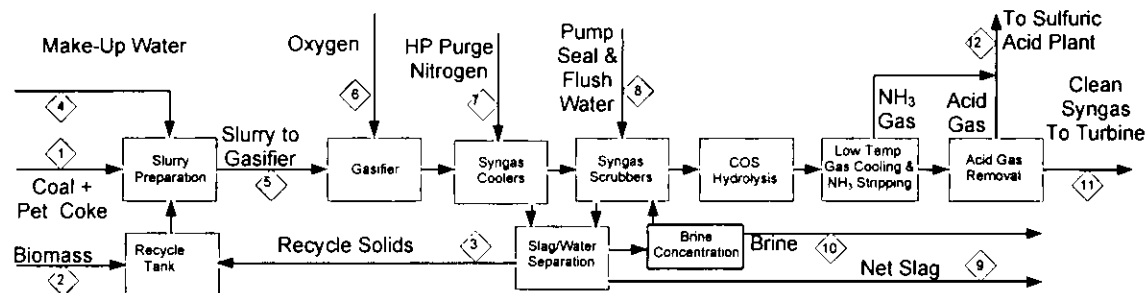 Make-Up Water
4
1
Coal +
Pet Coke
Biomass
2
Slurry
Preparation
Recycle
Tank
Slurry to
Gasifier
5
Oxygen
6
Gasifier
HP Purge
Nitrogen
7
Syngas
Coolers
Pump
Seal &
Flush
Water
8
Syngas
Scrubbers
COS
Hydrolysis
Low Temp
Gas Cooling &
NH₃ Stripping
NH₃
Gas
Acid
Gas
Acid Gas
Removal
12
To Sulfuric
Acid Plant
Clean
Syngas
To Turbine
11
Recycle Solids
3
Slag/Water
Separation
Brine
Concentration
Brine
10
Net Slag
9